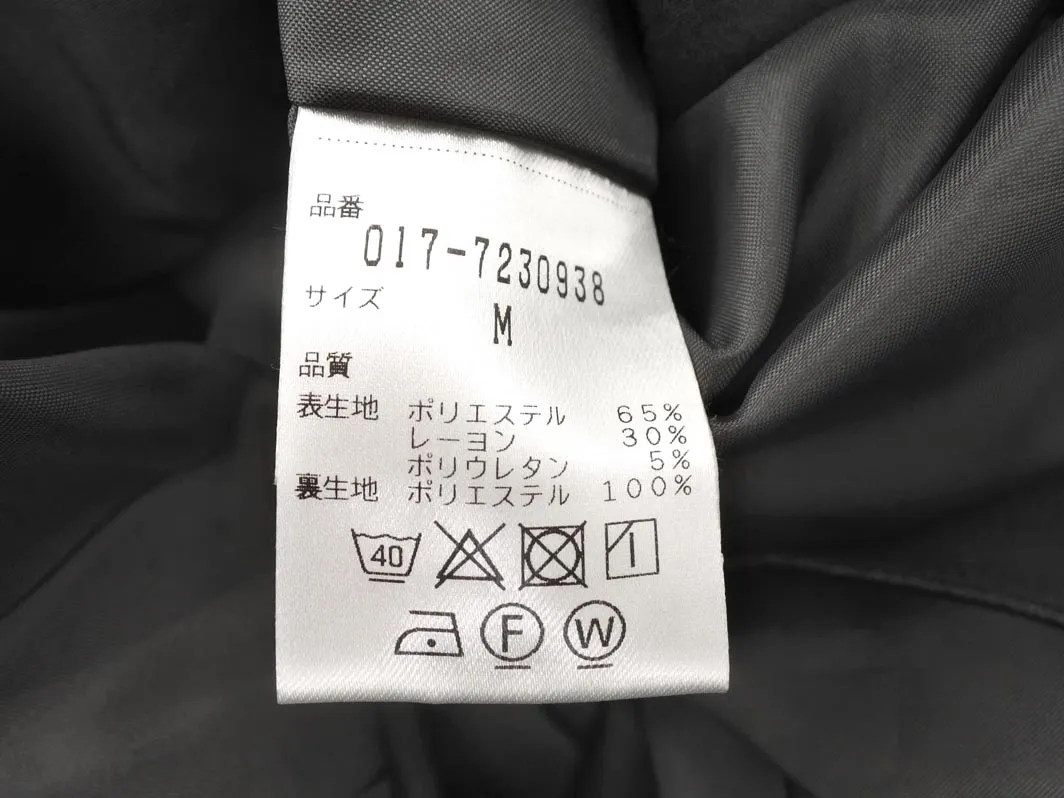 品番
017-7230938
サイズ
M
品質
表生地 ポリエステル 65%
レーヨン 30%
ポリウレタン 5%
裏生地 ポリエステル 100%
40
F W